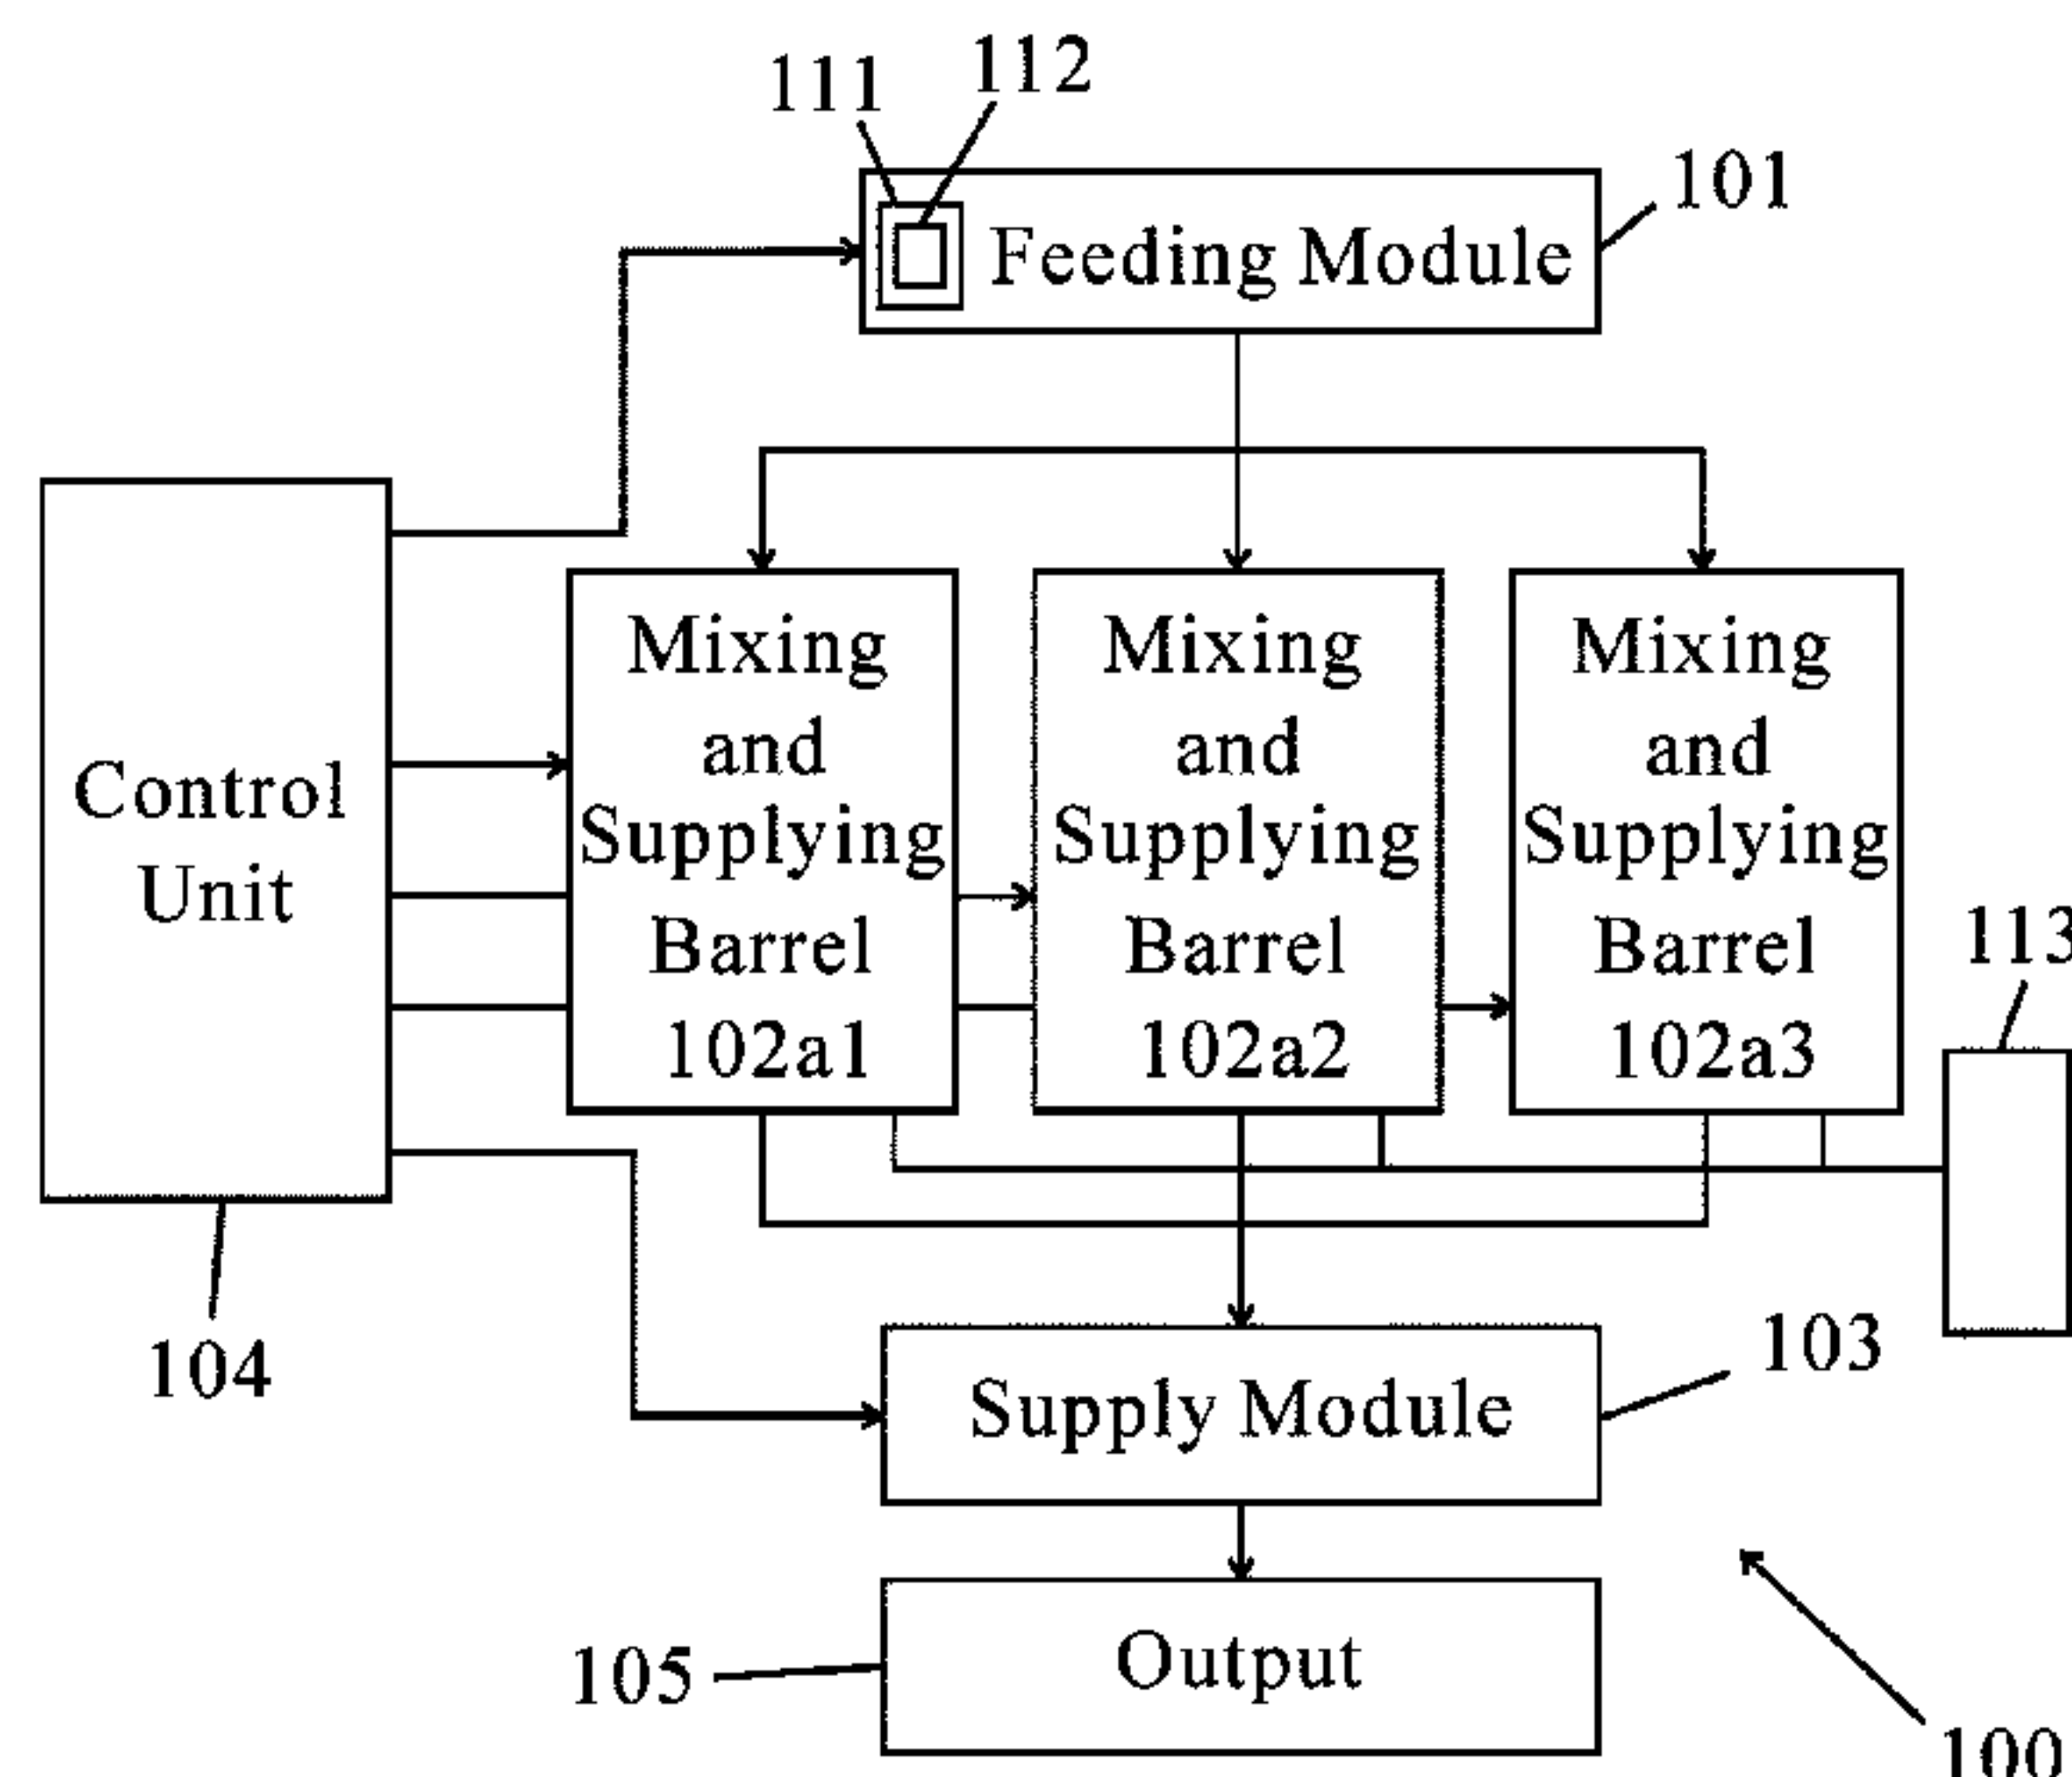 111
112
101
Feeding Module
Control
Unit
104
Mixing
and
Supplying
Barrel
102a1
Mixing
and
Supplying
Barrel
102a2
Mixing
and
Supplying
Barrel
102a3
113
103
Supply Module
105
Output
100